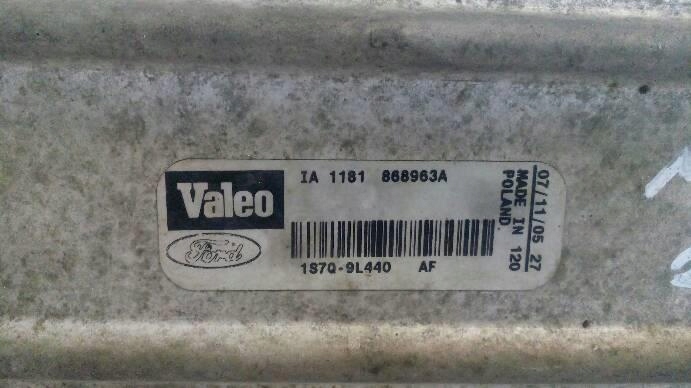 IA 1181 868963A
Valeo
Ford
1S7Q-9L440 AF
07/11/05 27
MADE IN 120
POLAND.